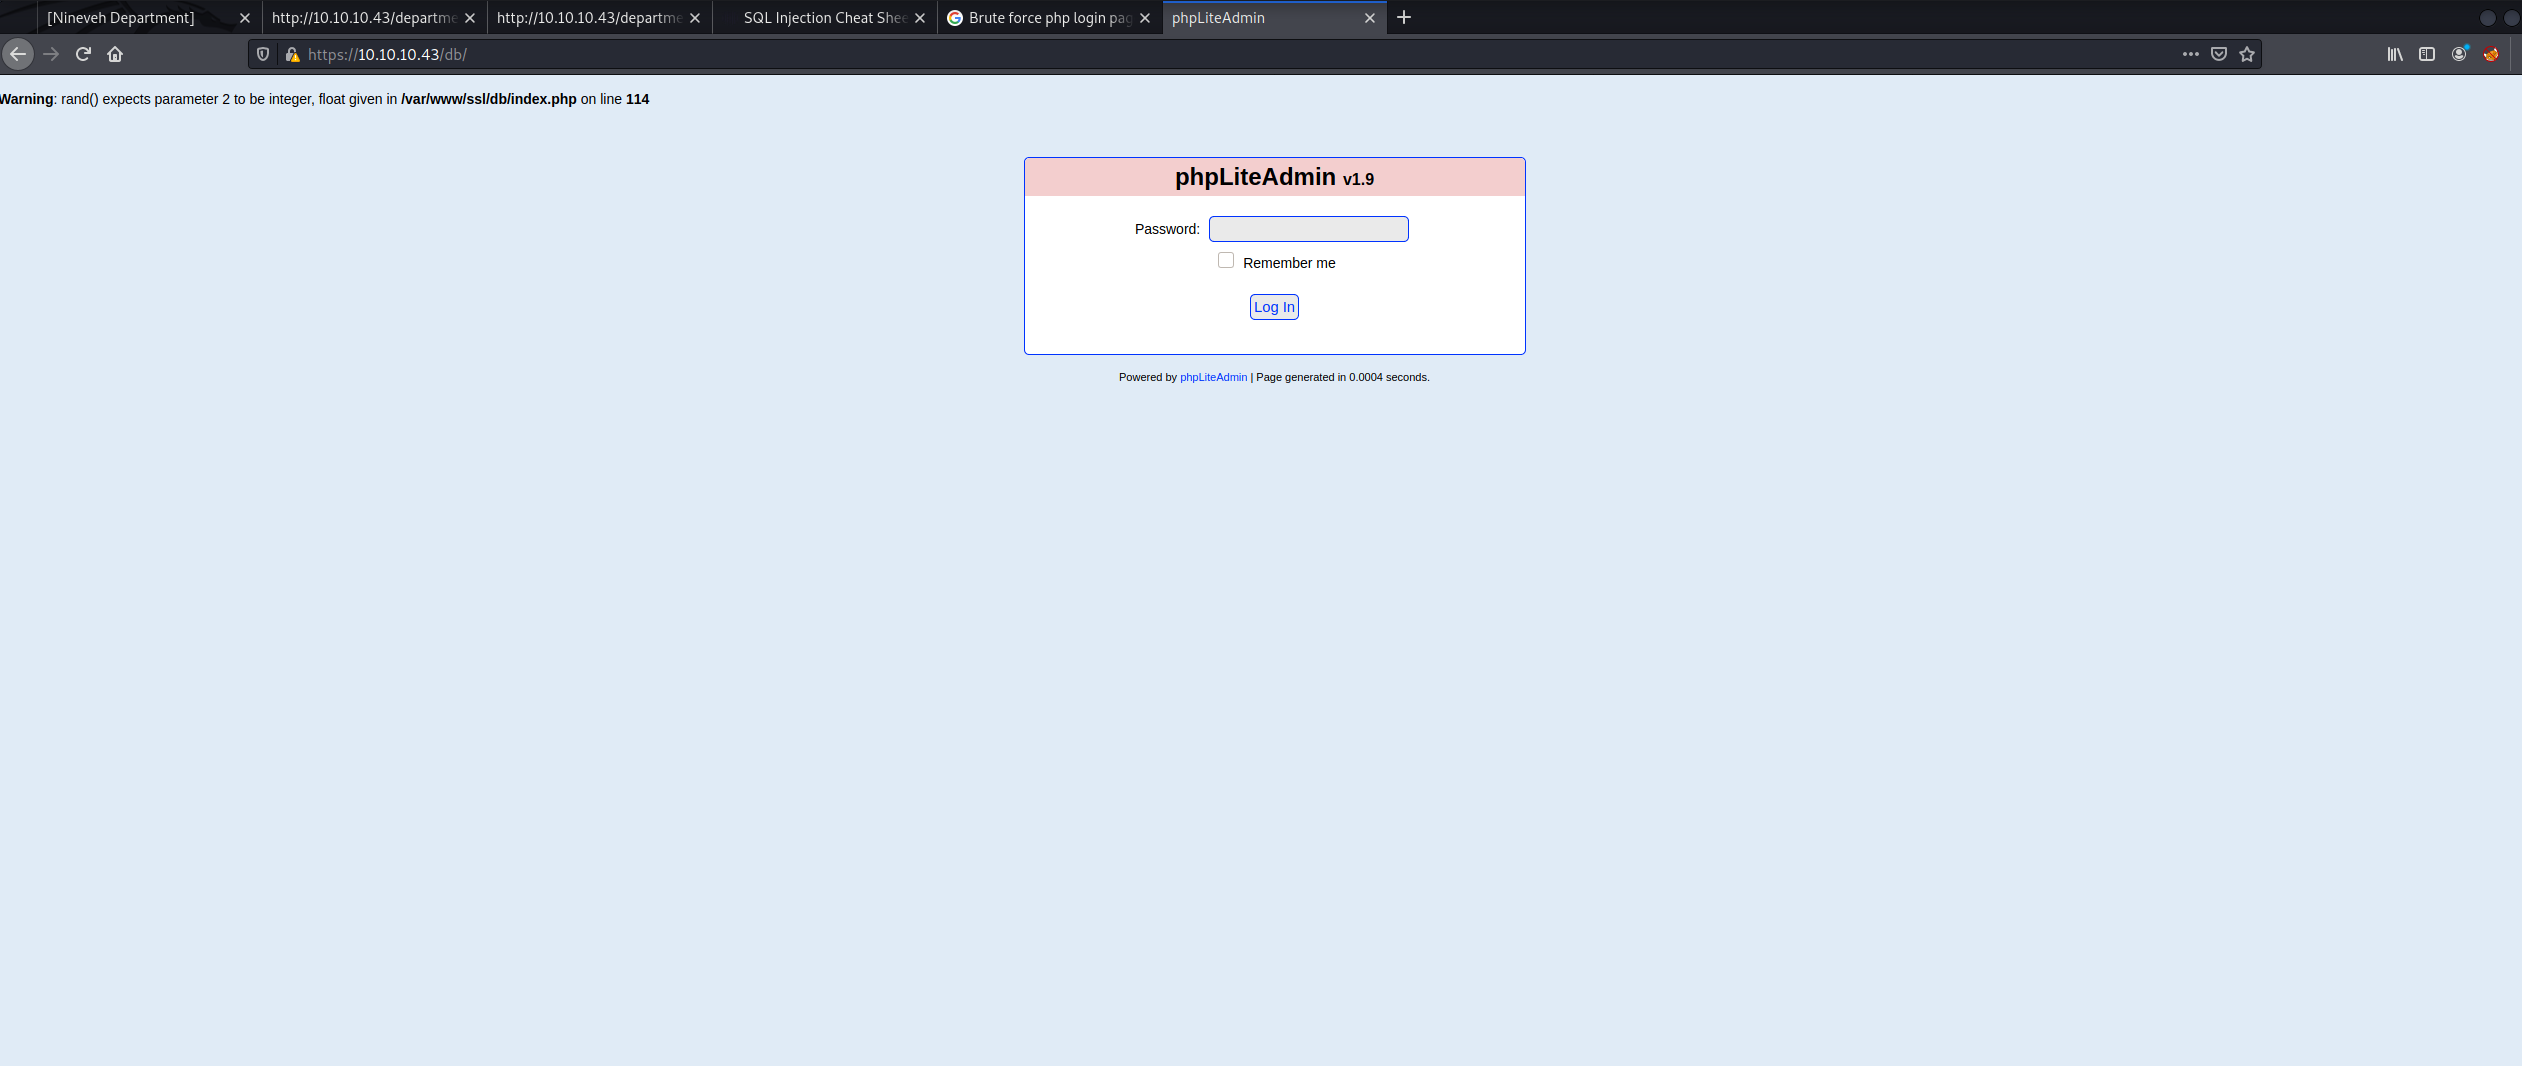 [Nineveh Department]
http://10.10.10.43/departme
http://10.10.10.43/departme
SQL Injection Cheat Shee
Brute force php login pag
phpLiteAdmin
https://10.10.10.43/db/
Warning: rand() expects parameter 2 to be integer, float given in /var/www/ssl/db/index.php on line 114
phpLiteAdmin v1.9
Password:
Remember me
Log In
Powered by phpLiteAdmin | Page generated in 0.0004 seconds.